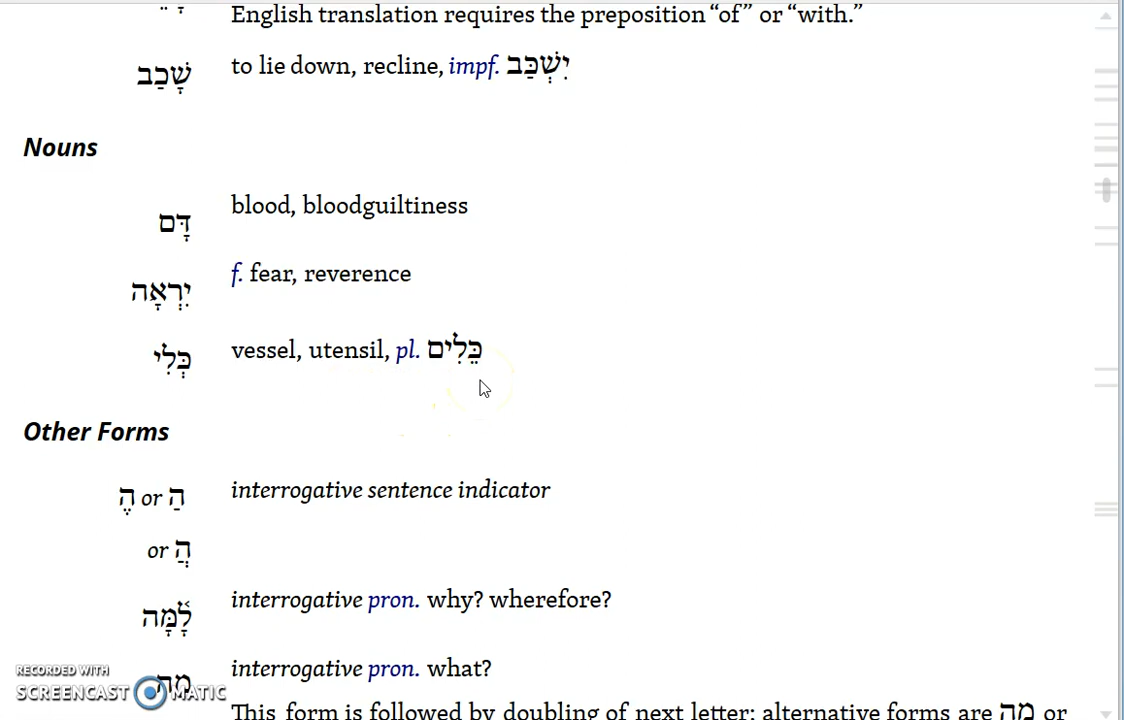 English translation requires the preposition “of” or “with.”
שָׁכַב to lie down, recline, impf. יִשְׁכַּב
Nouns
דָּם blood, bloodguiltiness
יִרְאָה f. fear, reverence
כְּלִי vessel, utensil, pl. כֵּלִים
Other Forms
הַ or הֶ interrogative sentence indicator
or הֲ
לָ֫מָּה interrogative pron. why? wherefore?
מַה interrogative pron. what?
This form is followed by doubling of next letter; alternative forms are מָה or
RECORDED WITH
SCREENCAST MATIC